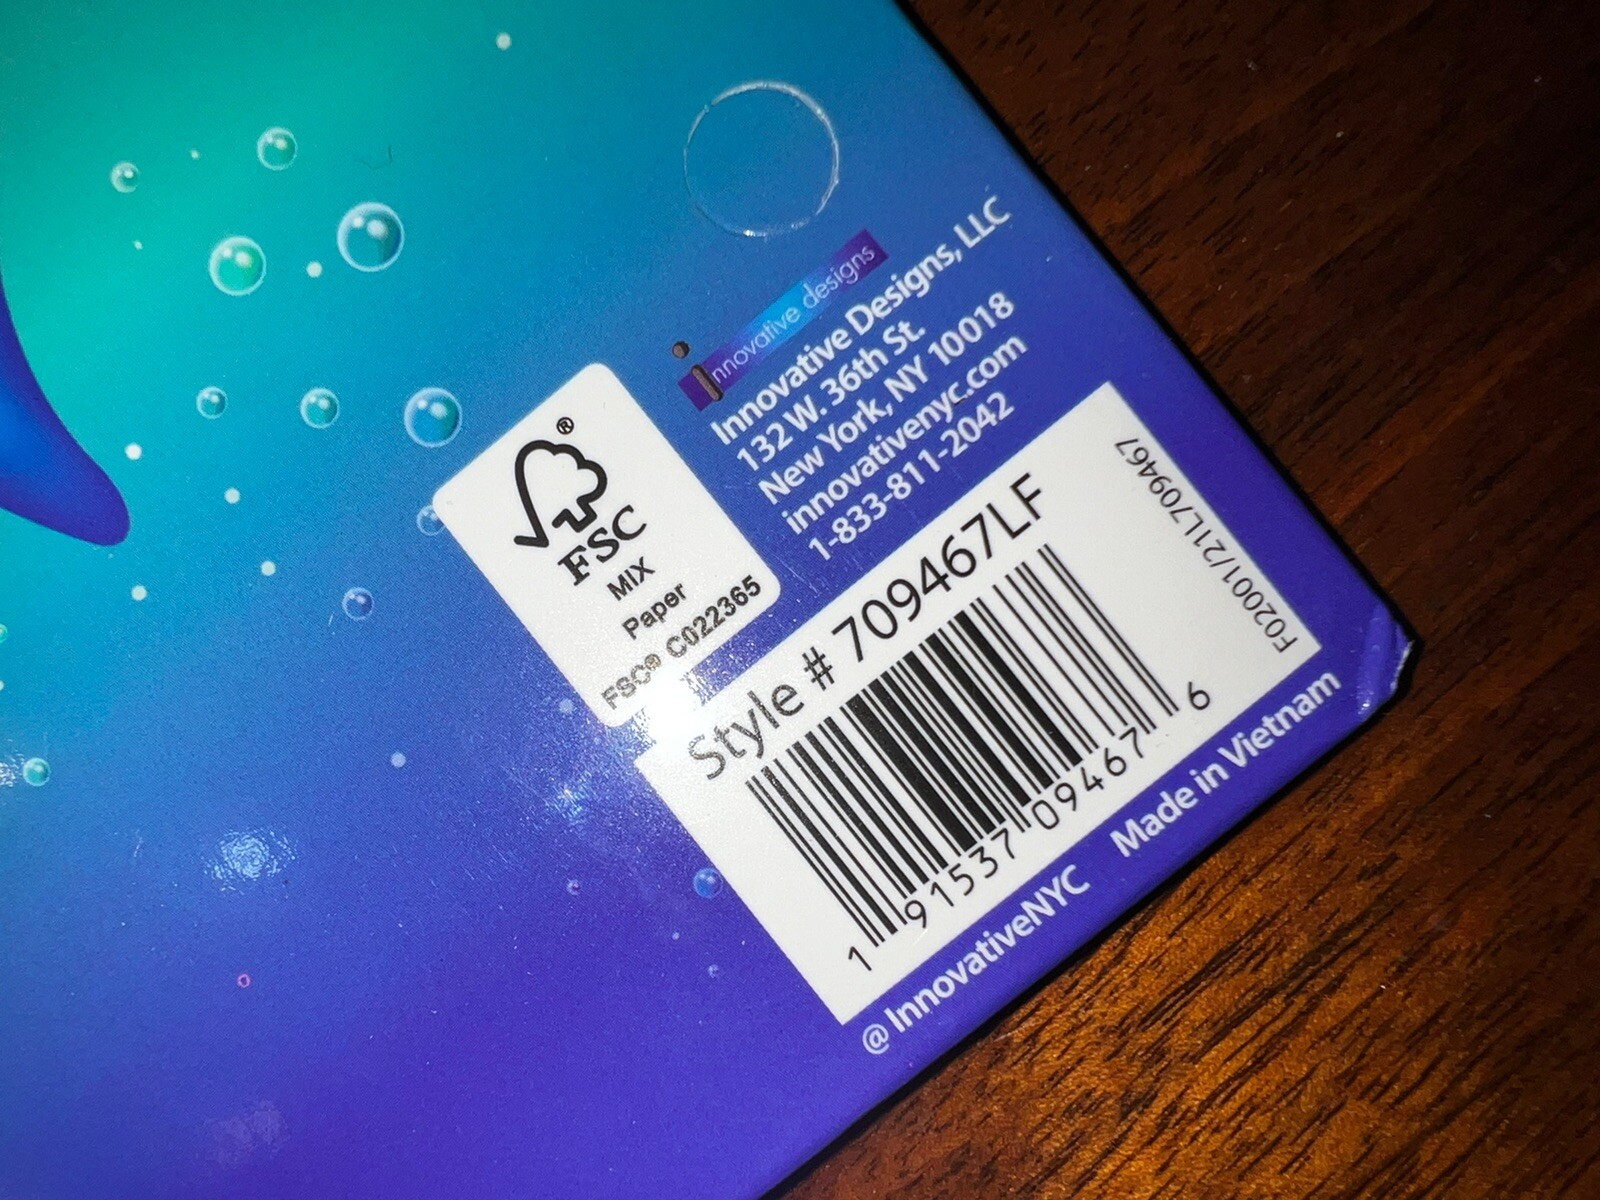 innovative designs
Innovative Designs, LLC
132 W. 36th St.
New York, NY 10018
innovativenyc.com
1-833-811-2042
®
FSC
MIX
Paper
FSC® C022365
Style # 709467LF
F02001/21L709467
1 91537 09467 6
@InnovativeNYC Made in Vietnam